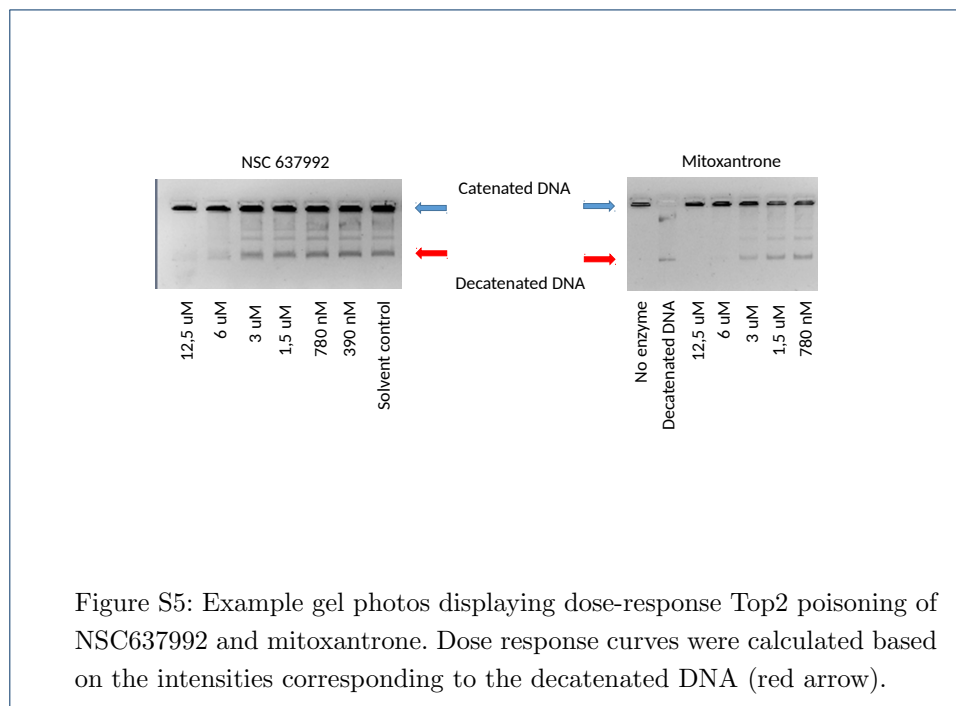 NSC 637992
Mitoxantrone
Catenated DNA
Decatenated DNA
12,5 uM
6 uM
3 uM
1,5 uM
780 nM
390 nM
Solvent control
No enzyme
Decatenated DNA
12,5 uM
6 uM
3 uM
1,5 uM
780 nM
Figure S5: Example gel photos displaying dose-response Top2 poisoning of
NSC637992 and mitoxantrone. Dose response curves were calculated based
on the intensities corresponding to the decatenated DNA (red arrow).